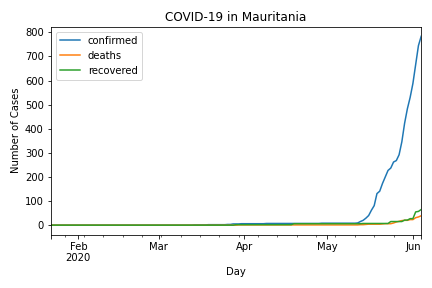 COVID-19 in Mauritania
confirmed
deaths
recovered
Number of Cases
800
700
600
500
400
300
200
100
0
Feb
2020
Mar
Apr
May
Jun
Day